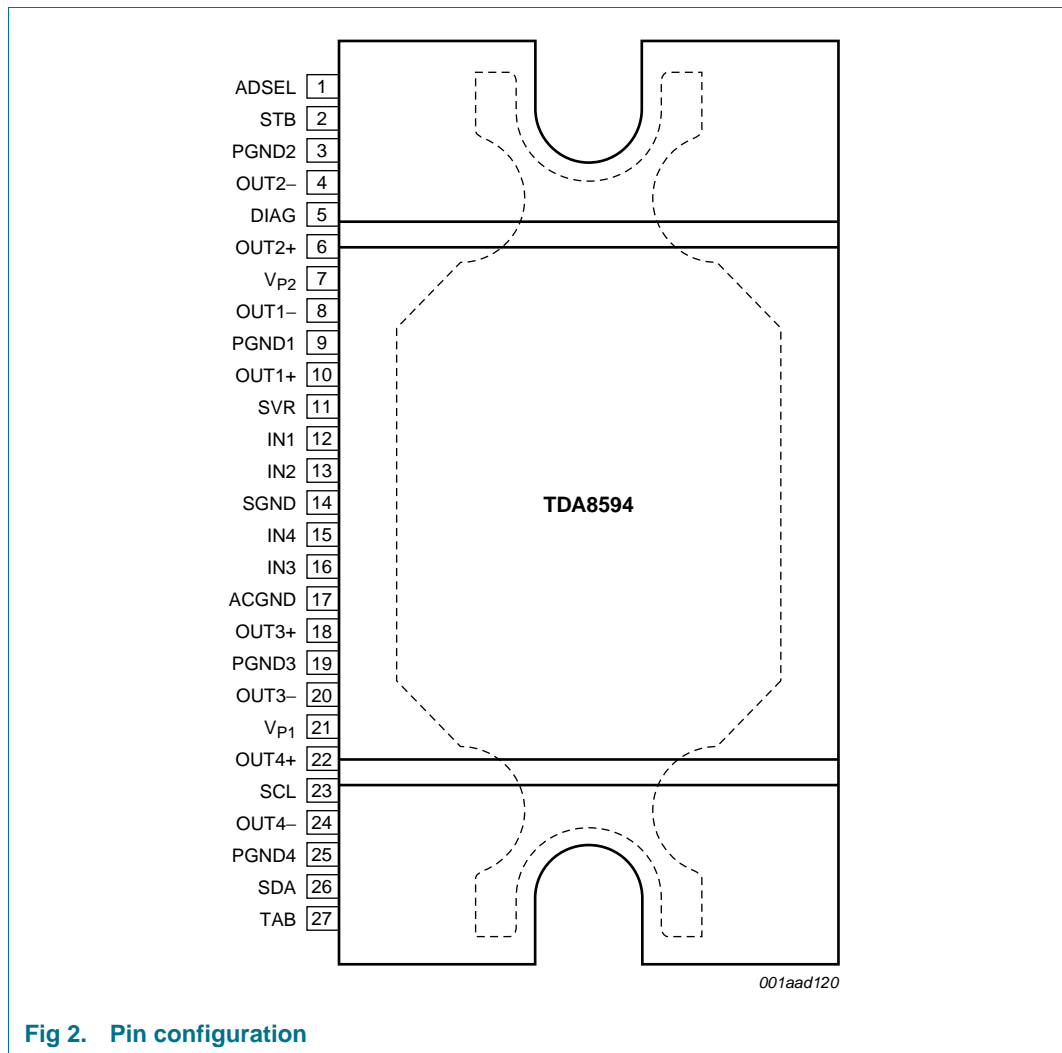 ADSEL 1
STB 2
PGND2 3
OUT2− 4
DIAG 5
OUT2+ 6
VP2 7
OUT1− 8
PGND1 9
OUT1+ 10
SVR 11
IN1 12
IN2 13
SGND 14
TDA8594
IN4 15
IN3 16
ACGND 17
OUT3+ 18
PGND3 19
OUT3− 20
VP1 21
OUT4+ 22
SCL 23
OUT4− 24
PGND4 25
SDA 26
TAB 27
001aad120
Fig 2. Pin configuration